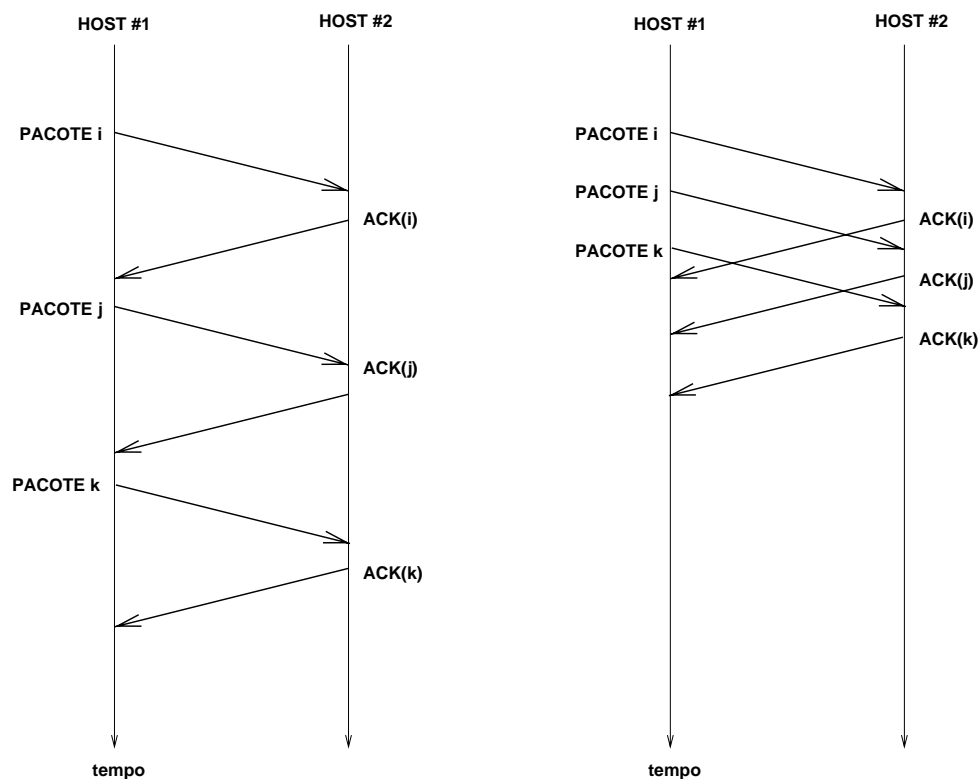 HOST #1
HOST #2
PACOTE i
ACK(i)
PACOTE j
ACK(j)
PACOTE k
ACK(k)
tempo
HOST #1
HOST #2
PACOTE i
PACOTE j
ACK(i)
PACOTE k
ACK(j)
ACK(k)
tempo